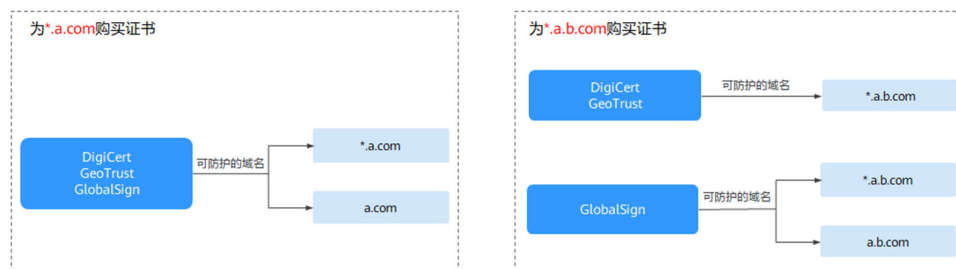 为*.a.com购买证书
DigiCert
GeoTrust
GlobalSign
可防护的域名
*.a.com
a.com
为*.a.b.com购买证书
DigiCert
GeoTrust
可防护的域名
*.a.b.com
GlobalSign
可防护的域名
*.a.b.com
a.b.com